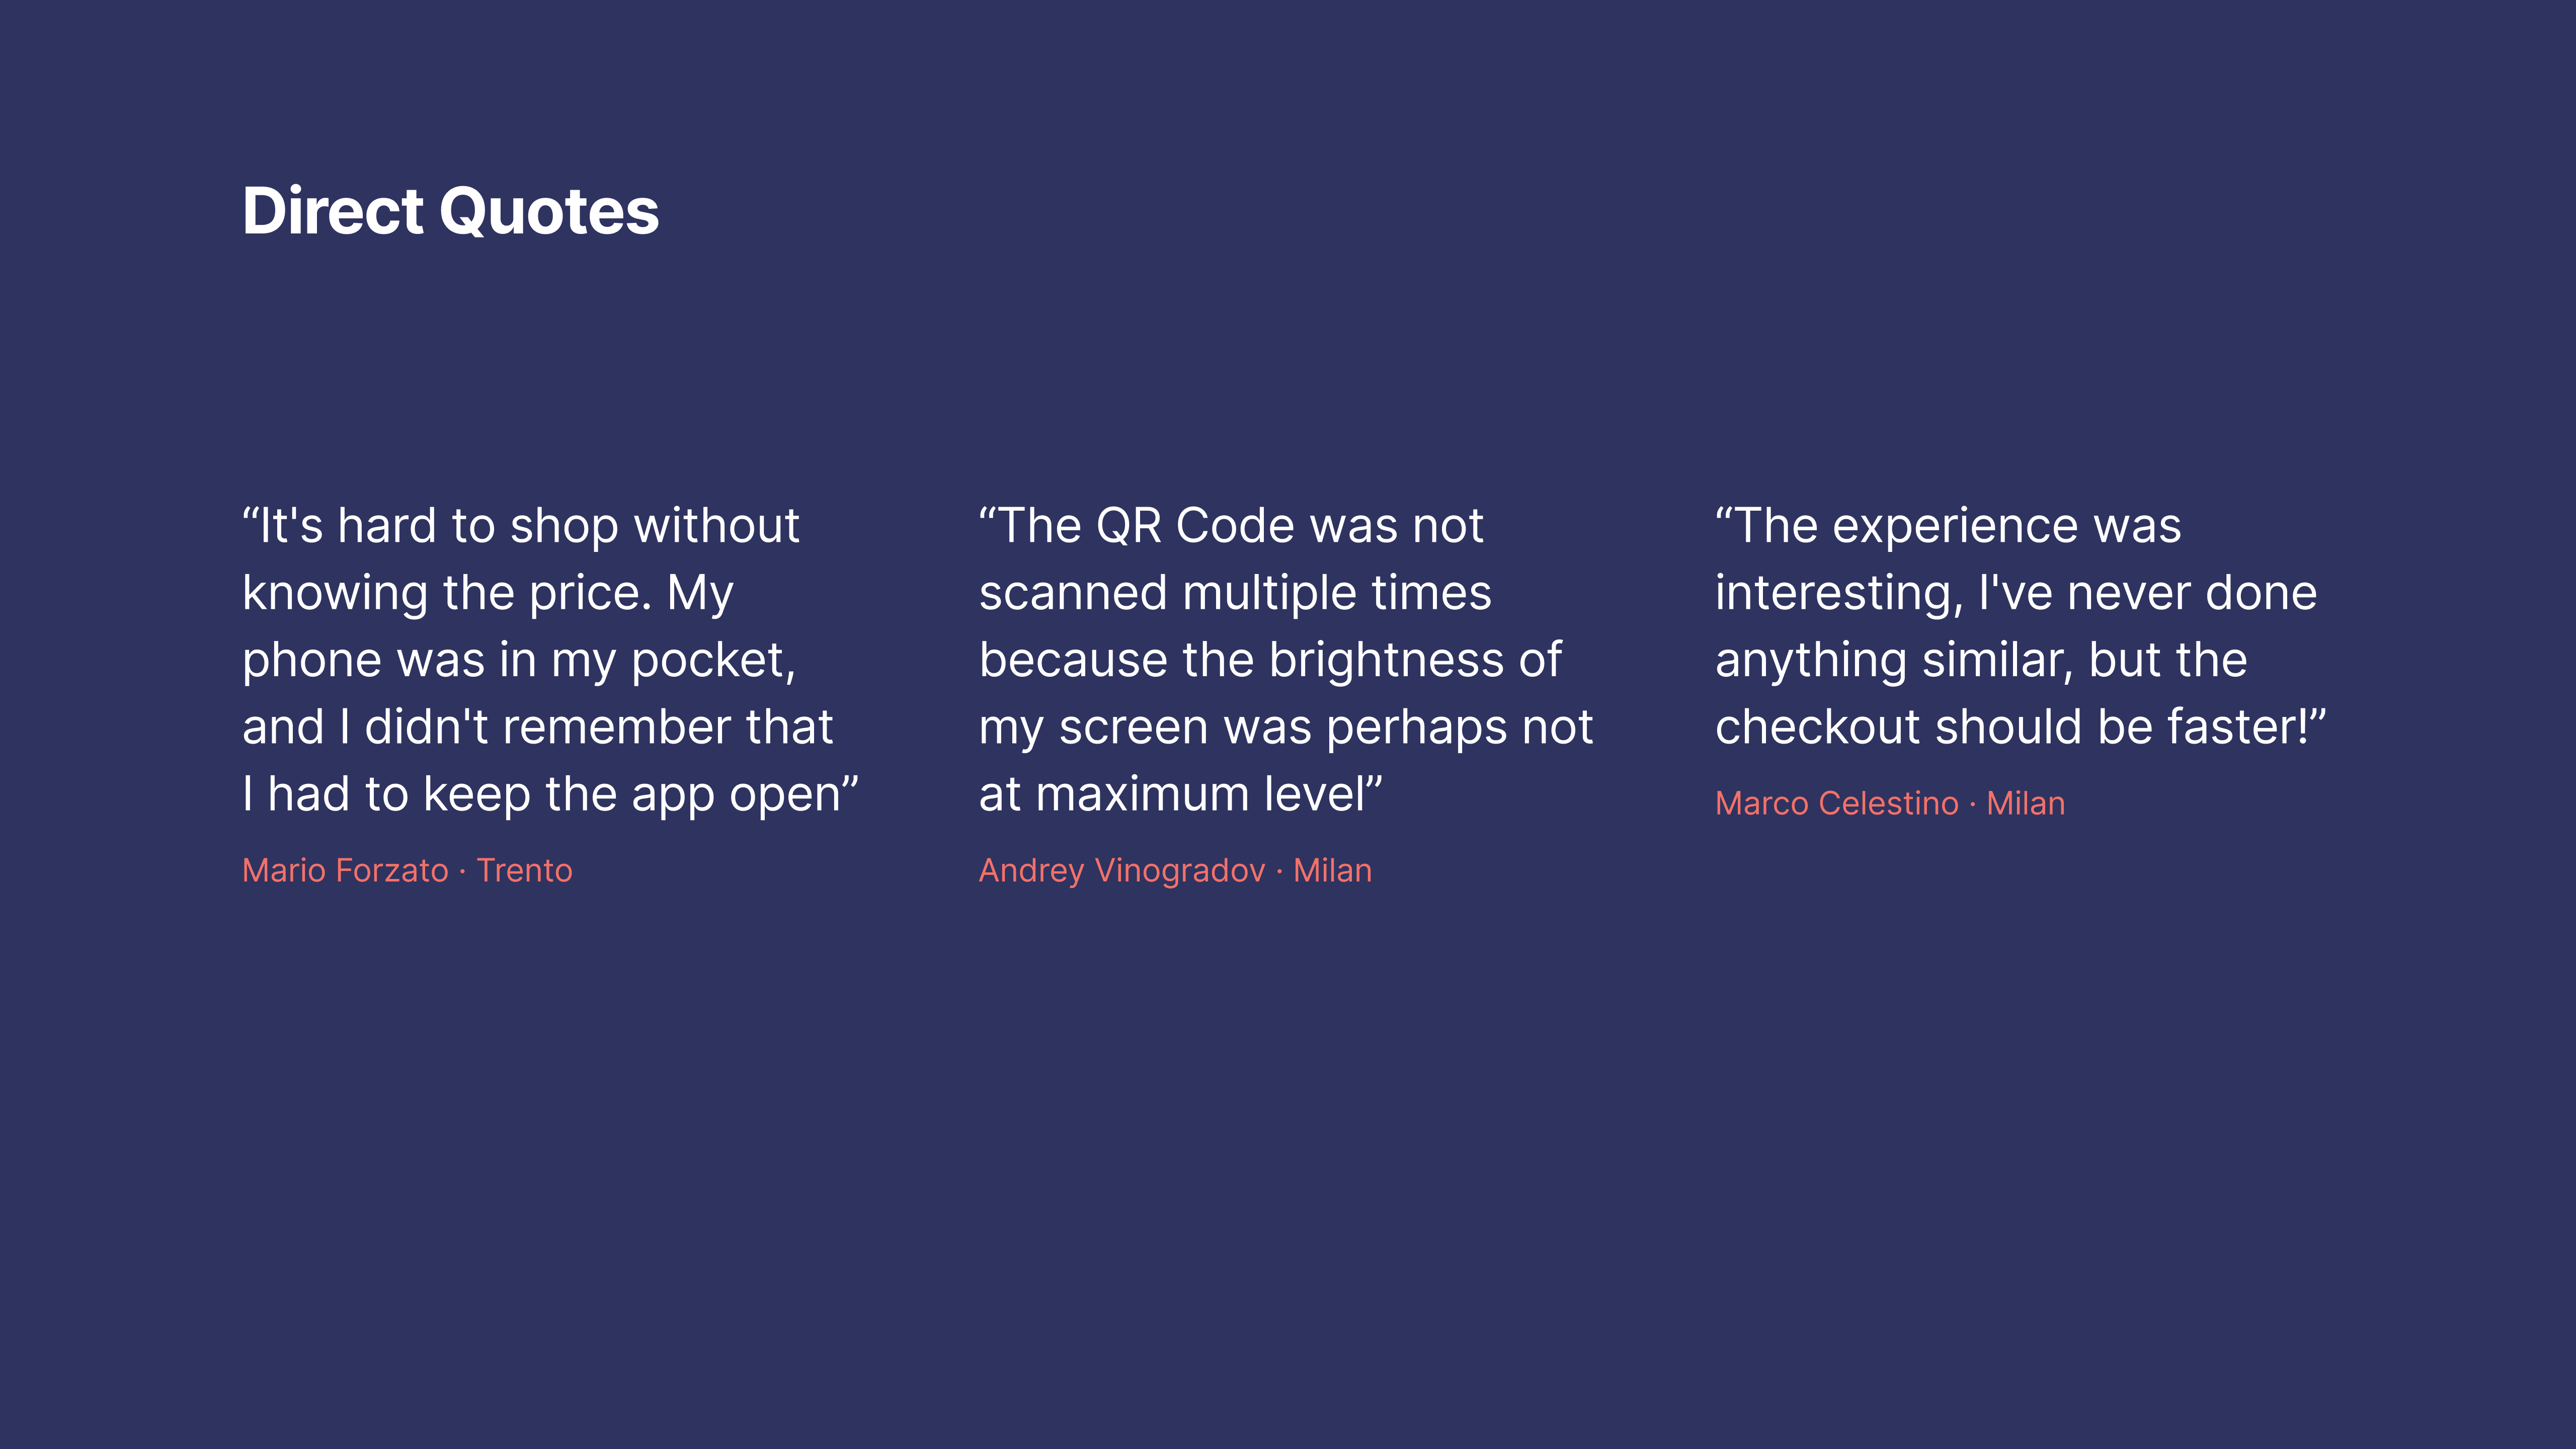 Direct Quotes
“It's hard to shop without
knowing the price. My
phone was in my pocket,
and I didn't remember that
I had to keep the app open”
Mario Forzato · Trento
“The QR Code was not
scanned multiple times
because the brightness of
my screen was perhaps not
at maximum level”
Andrey Vinogradov · Milan
“The experience was
interesting, I've never done
anything similar, but the
checkout should be faster!”
Marco Celestino · Milan